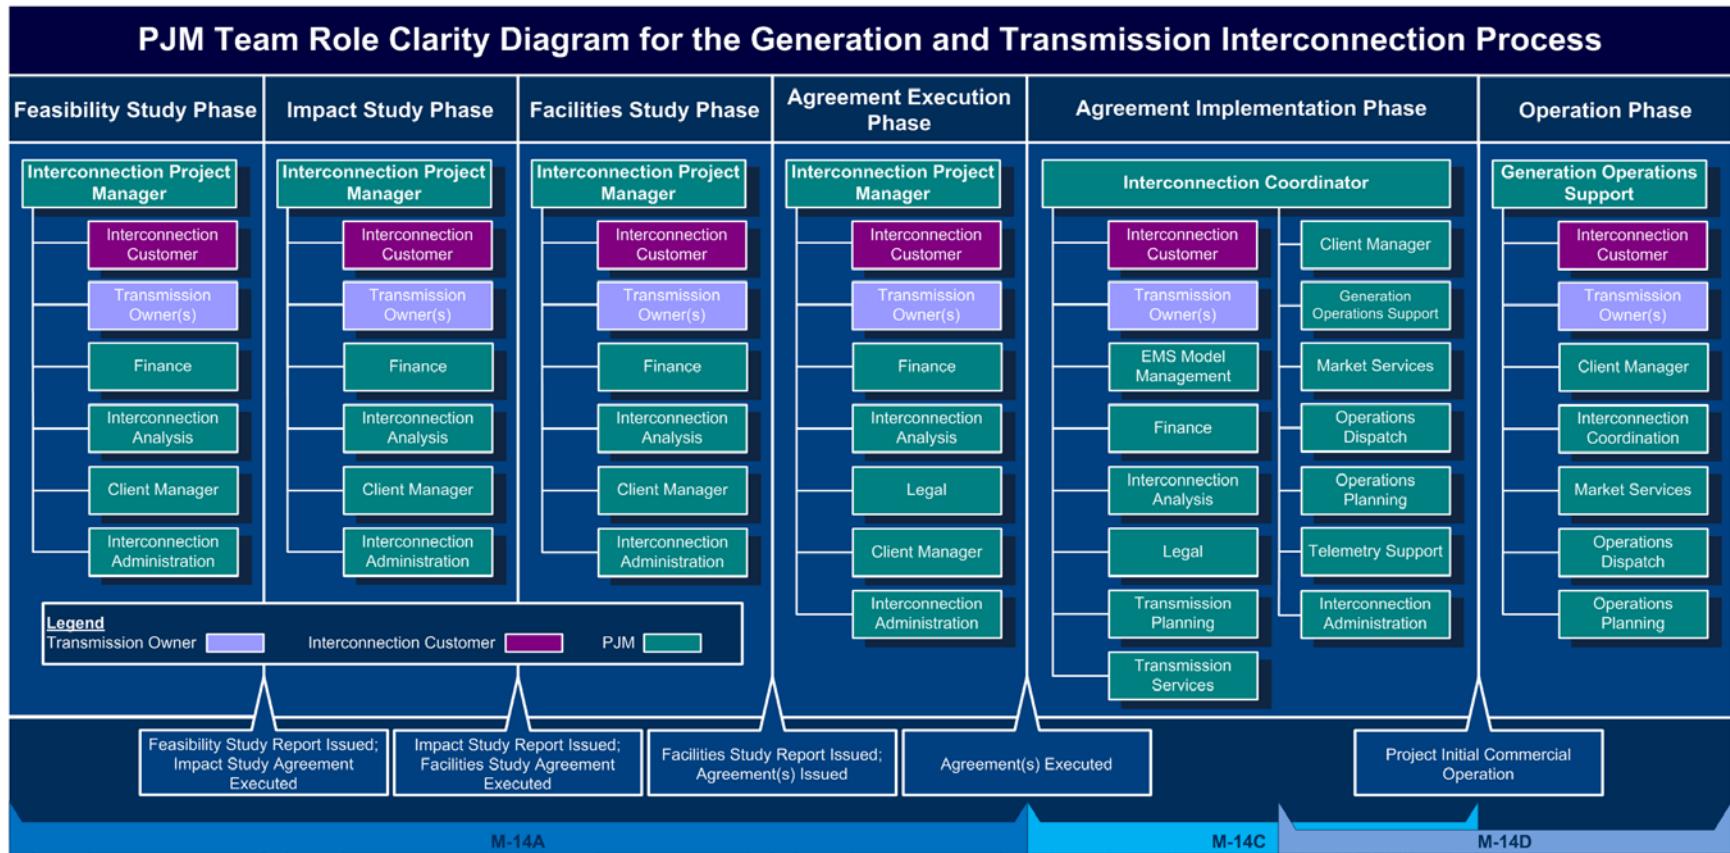 PJM Team Role Clarity Diagram for the Generation and Transmission Interconnection Process
Feasibility Study Phase
Impact Study Phase
Facilities Study Phase
Agreement Execution
Phase
Agreement Implementation Phase
Operation Phase
Interconnection Project
Manager
Interconnection
Customer
Transmission
Owner(s)
Finance
Interconnection
Analysis
Client Manager
Interconnection
Administration
Interconnection Project
Manager
Interconnection
Customer
Transmission
Owner(s)
Finance
Interconnection
Analysis
Client Manager
Interconnection
Administration
Interconnection Project
Manager
Interconnection
Customer
Transmission
Owner(s)
Finance
Interconnection
Analysis
Client Manager
Interconnection
Administration
Interconnection Project
Manager
Interconnection
Customer
Transmission
Owner(s)
Finance
Interconnection
Analysis
Legal
Client Manager
Interconnection
Administration
Interconnection Coordinator
Interconnection
Customer
Transmission
Owner(s)
EMS Model
Management
Finance
Interconnection
Analysis
Legal
Transmission
Planning
Transmission
Services
Client Manager
Generation
Operations Support
Market Services
Operations
Dispatch
Operations
Planning
Telemetry Support
Interconnection
Administration
Generation Operations
Support
Interconnection
Customer
Transmission
Owner(s)
Client Manager
Interconnection
Coordination
Market Services
Operations
Dispatch
Operations
Planning
Legend
Transmission Owner
Interconnection Customer
PJM
Feasibility Study Report Issued;
Impact Study Agreement
Executed
Impact Study Report Issued;
Facilities Study Agreement
Executed
Facilities Study Report Issued;
Agreement(s) Issued
Agreement(s) Executed
Project Initial Commercial
Operation
M-14A
M-14C
M-14D